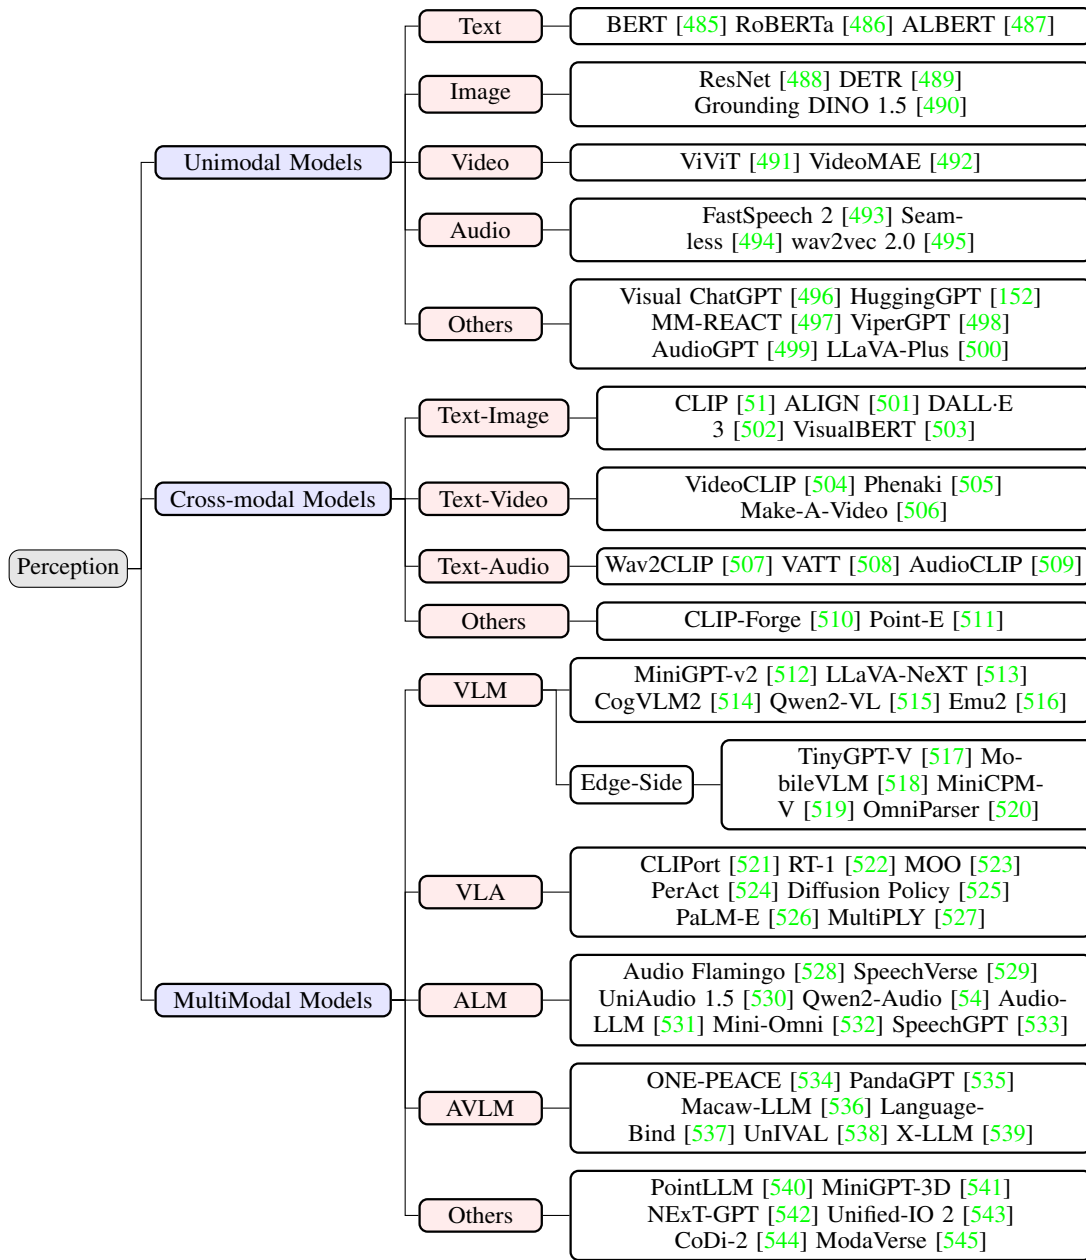 Perception
Unimodal Models
Text
BERT [485] RoBERTa [486] ALBERT [487]
Image
ResNet [488] DETR [489]
Grounding DINO 1.5 [490]
Video
ViViT [491] VideoMAE [492]
Audio
FastSpeech 2 [493] Seam-
less [494] wav2vec 2.0 [495]
Others
Visual ChatGPT [496] HuggingGPT [152]
MM-REACT [497] ViperGPT [498]
AudioGPT [499] LLaVA-Plus [500]
Cross-modal Models
Text-Image
CLIP [51] ALIGN [501] DALL·E
3 [502] VisualBERT [503]
Text-Video
VideoCLIP [504] Phenaki [505]
Make-A-Video [506]
Text-Audio
Wav2CLIP [507] VATT [508] AudioCLIP [509]
Others
CLIP-Forge [510] Point-E [511]
MultiModal Models
VLM
MiniGPT-v2 [512] LLaVA-NeXT [513]
CogVLM2 [514] Qwen2-VL [515] Emu2 [516]
Edge-Side
TinyGPT-V [517] Mo-
bileVLM [518] MiniCPM-
V [519] OmniParser [520]
VLA
CLIPort [521] RT-1 [522] MOO [523]
PerAct [524] Diffusion Policy [525]
PaLM-E [526] MultiPLY [527]
ALM
Audio Flamingo [528] SpeechVerse [529]
UniAudio 1.5 [530] Qwen2-Audio [54] Audio-
LLM [531] Mini-Omni [532] SpeechGPT [533]
AVLM
ONE-PEACE [534] PandaGPT [535]
Macaw-LLM [536] Language-
Bind [537] UnIVAL [538] X-LLM [539]
Others
PointLLM [540] MiniGPT-3D [541]
NExT-GPT [542] Unified-IO 2 [543]
CoDi-2 [544] ModaVerse [545]